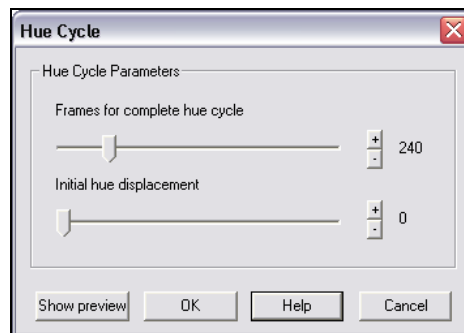 Hue Cycle
Hue Cycle Parameters
Frames for complete hue cycle
+
240
-
Initial hue displacement
+
0
-
Show preview
OK
Help
Cancel